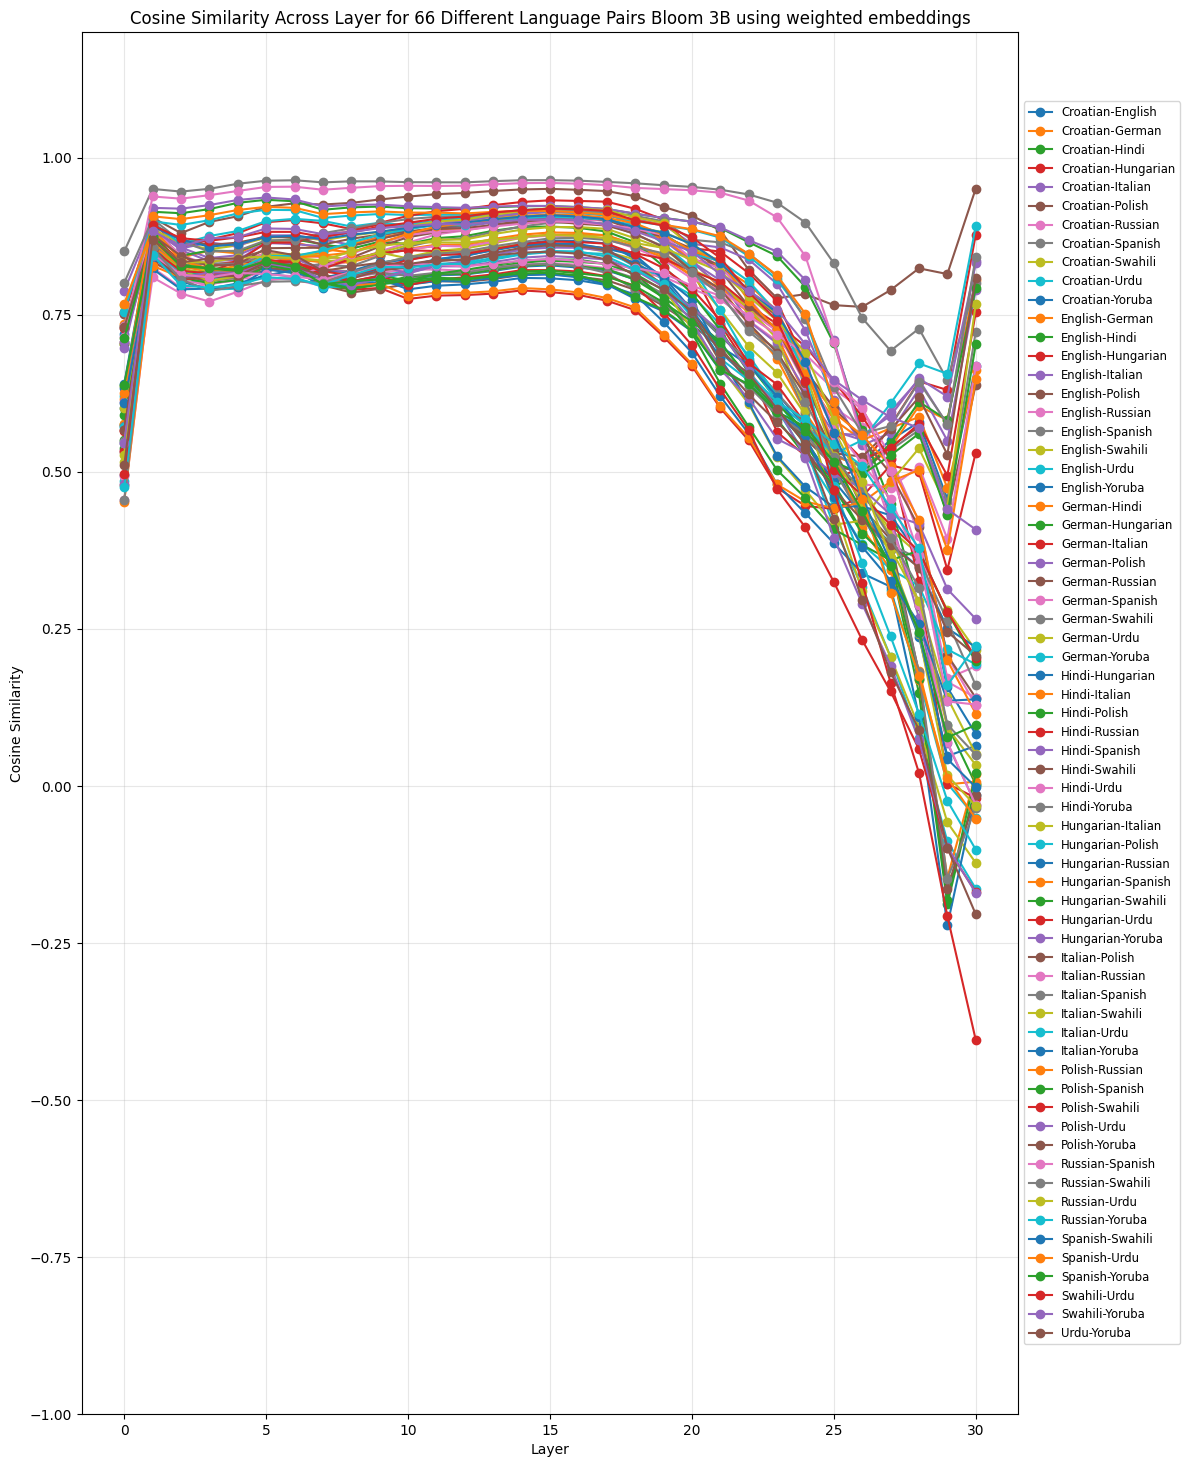 Cosine Similarity Across Layer for 66 Different Language Pairs Bloom 3B using weighted embeddings
1.00
0.75
0.50
0.25
0.00
−0.25
−0.50
−0.75
−1.00
Cosine Similarity
0 5 10 15 20 25 30
Layer
Croatian-English
Croatian-German
Croatian-Hindi
Croatian-Hungarian
Croatian-Italian
Croatian-Polish
Croatian-Russian
Croatian-Spanish
Croatian-Swahili
Croatian-Urdu
Croatian-Yoruba
English-German
English-Hindi
English-Hungarian
English-Italian
English-Polish
English-Russian
English-Spanish
English-Swahili
English-Urdu
English-Yoruba
German-Hindi
German-Hungarian
German-Italian
German-Polish
German-Russian
German-Spanish
German-Swahili
German-Urdu
German-Yoruba
Hindi-Hungarian
Hindi-Italian
Hindi-Polish
Hindi-Russian
Hindi-Spanish
Hindi-Swahili
Hindi-Urdu
Hindi-Yoruba
Hungarian-Italian
Hungarian-Polish
Hungarian-Russian
Hungarian-Spanish
Hungarian-Swahili
Hungarian-Urdu
Hungarian-Yoruba
Italian-Polish
Italian-Russian
Italian-Spanish
Italian-Swahili
Italian-Urdu
Italian-Yoruba
Polish-Russian
Polish-Spanish
Polish-Swahili
Polish-Urdu
Polish-Yoruba
Russian-Spanish
Russian-Swahili
Russian-Urdu
Russian-Yoruba
Spanish-Swahili
Spanish-Urdu
Spanish-Yoruba
Swahili-Urdu
Swahili-Yoruba
Urdu-Yoruba